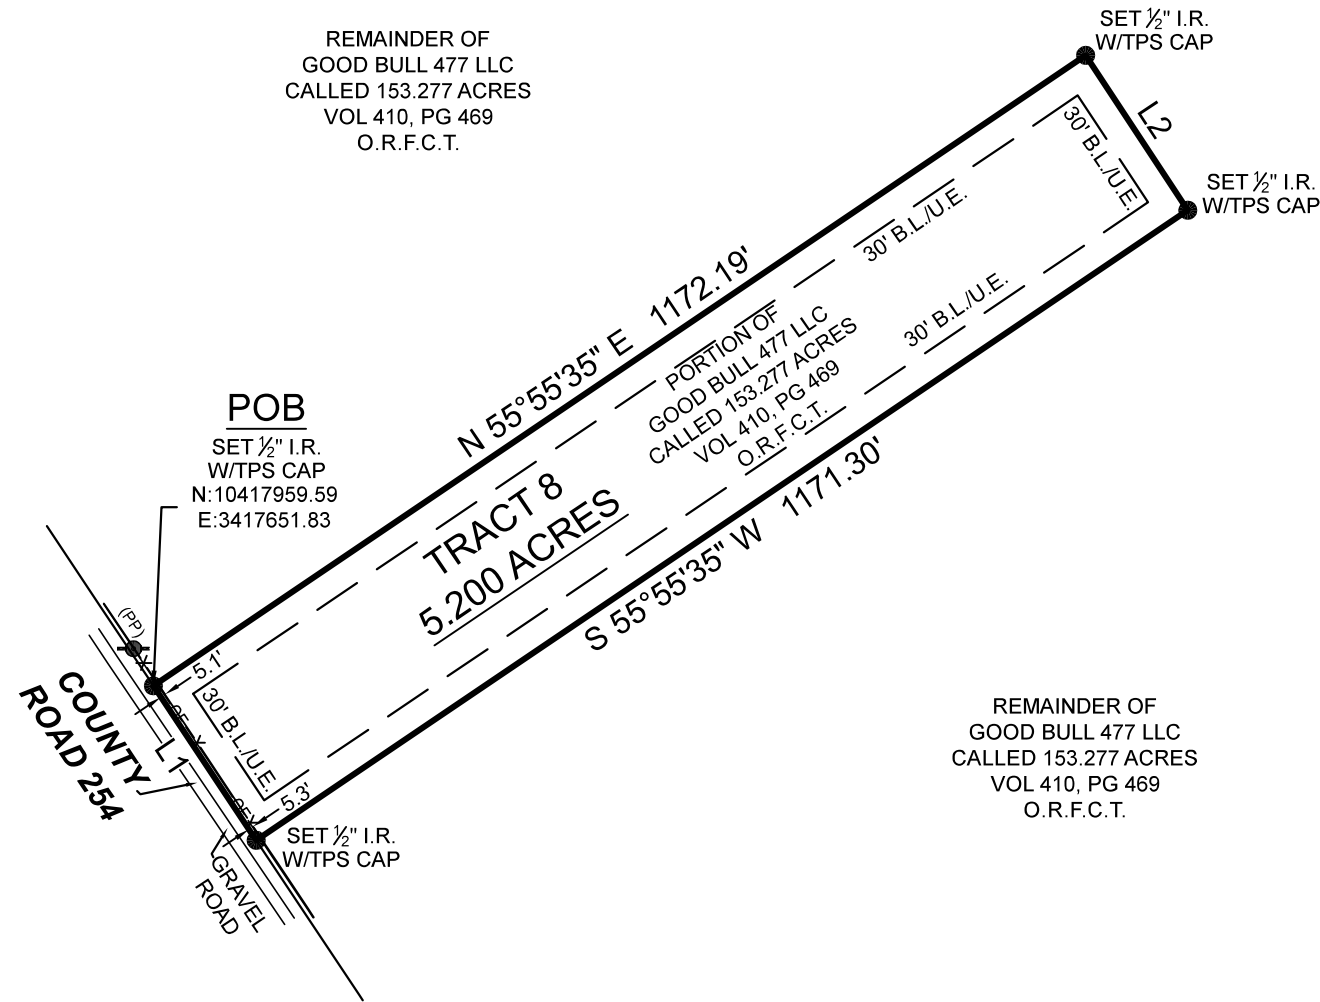 SET ½" I.R.
W/TPS CAP
REMAINDER OF
GOOD BULL 477 LLC
CALLED 153.277 ACRES
VOL 410, PG 469
O.R.F.C.T.
L2
30' B.L./U.E.
SET ½" I.R.
W/TPS CAP
30' B.L./U.E.
30' B.L./U.E.
N 55°55'35" E 1172.19'
PORTION OF
GOOD BULL 477 LLC
CALLED 153.277 ACRES
VOL 410, PG 469
O.R.F.C.T.
POB
SET ½" I.R.
W/TPS CAP
N:10417959.59
E:3417651.83
TRACT 8
5.200 ACRES
S 55°55'35" W 1171.30'
(PP)
5.1'
30' B.L./U.E.
COUNTY
ROAD 254
L1
OE
OE
5.3'
SET ½" I.R.
W/TPS CAP
GRAVEL
ROAD
REMAINDER OF
GOOD BULL 477 LLC
CALLED 153.277 ACRES
VOL 410, PG 469
O.R.F.C.T.